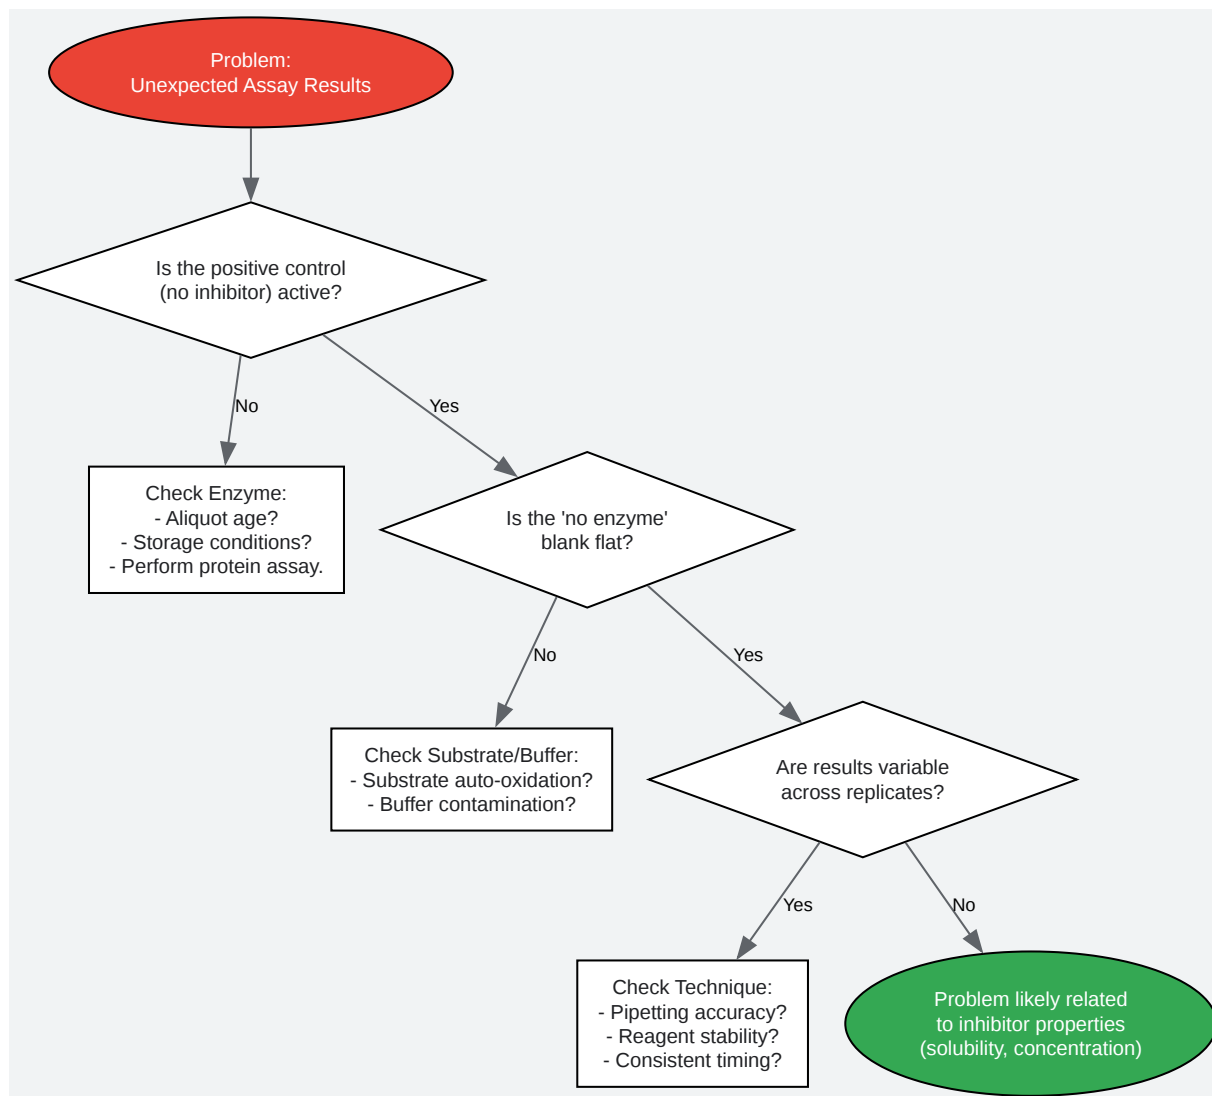 Problem:
Unexpected Assay Results
Is the positive control
(no inhibitor) active?
No
Yes
Check Enzyme:
- Aliquot age?
- Storage conditions?
- Perform protein assay.
Is the 'no enzyme'
blank flat?
No
Yes
Check Substrate/Buffer:
- Substrate auto-oxidation?
- Buffer contamination?
Are results variable
across replicates?
Yes
No
Check Technique:
- Pipetting accuracy?
- Reagent stability?
- Consistent timing?
Problem likely related
to inhibitor properties
(solubility, concentration)